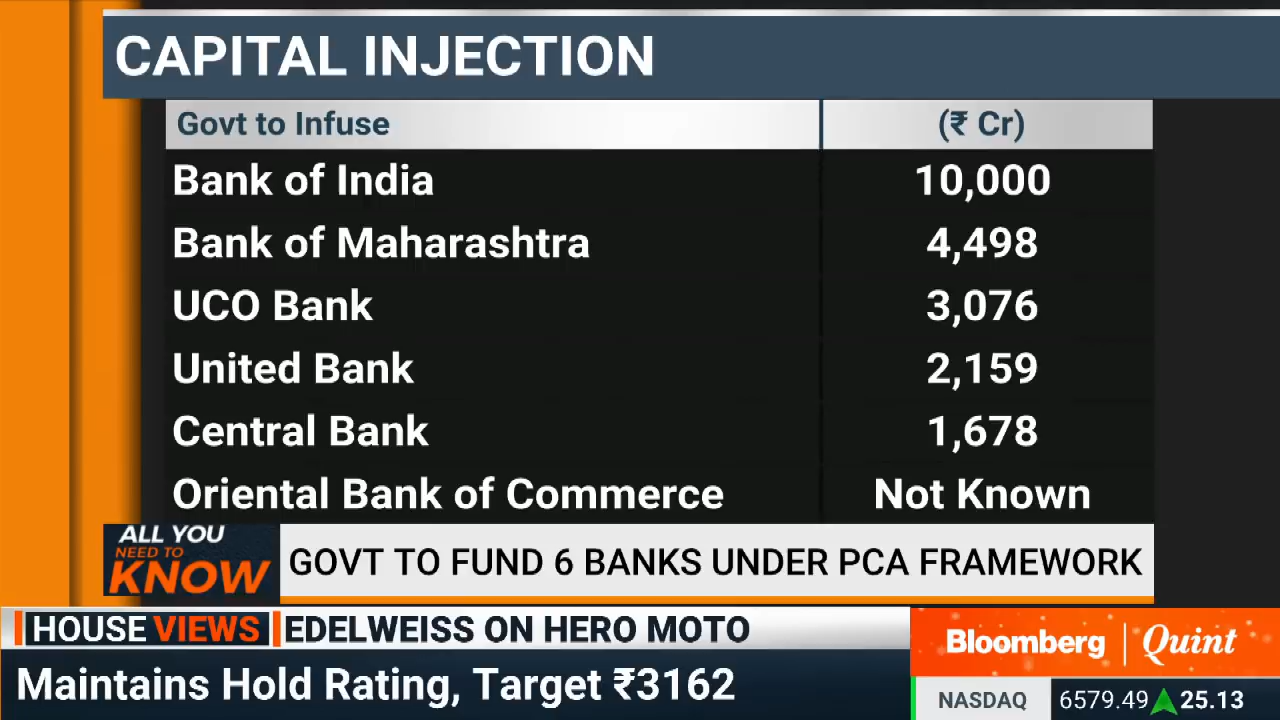 CAPITAL INJECTION
Govt to Infuse (₹ Cr)
Bank of India 10,000
Bank of Maharashtra 4,498
UCO Bank 3,076
United Bank 2,159
Central Bank 1,678
Oriental Bank of Commerce Not Known
ALL YOU
NEED TO
KNOW
GOVT TO FUND 6 BANKS UNDER PCA FRAMEWORK
HOUSE VIEWS EDELWEISS ON HERO MOTO
Maintains Hold Rating, Target ₹3162
Bloomberg | Quint
NASDAQ 6579.49 ▲ 25.13